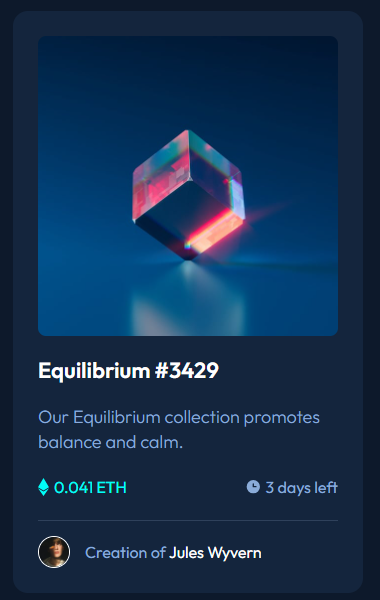 Equilibrium #3429
Our Equilibrium collection promotes
balance and calm.
0.041 ETH
3 days left
Creation of Jules Wyvern